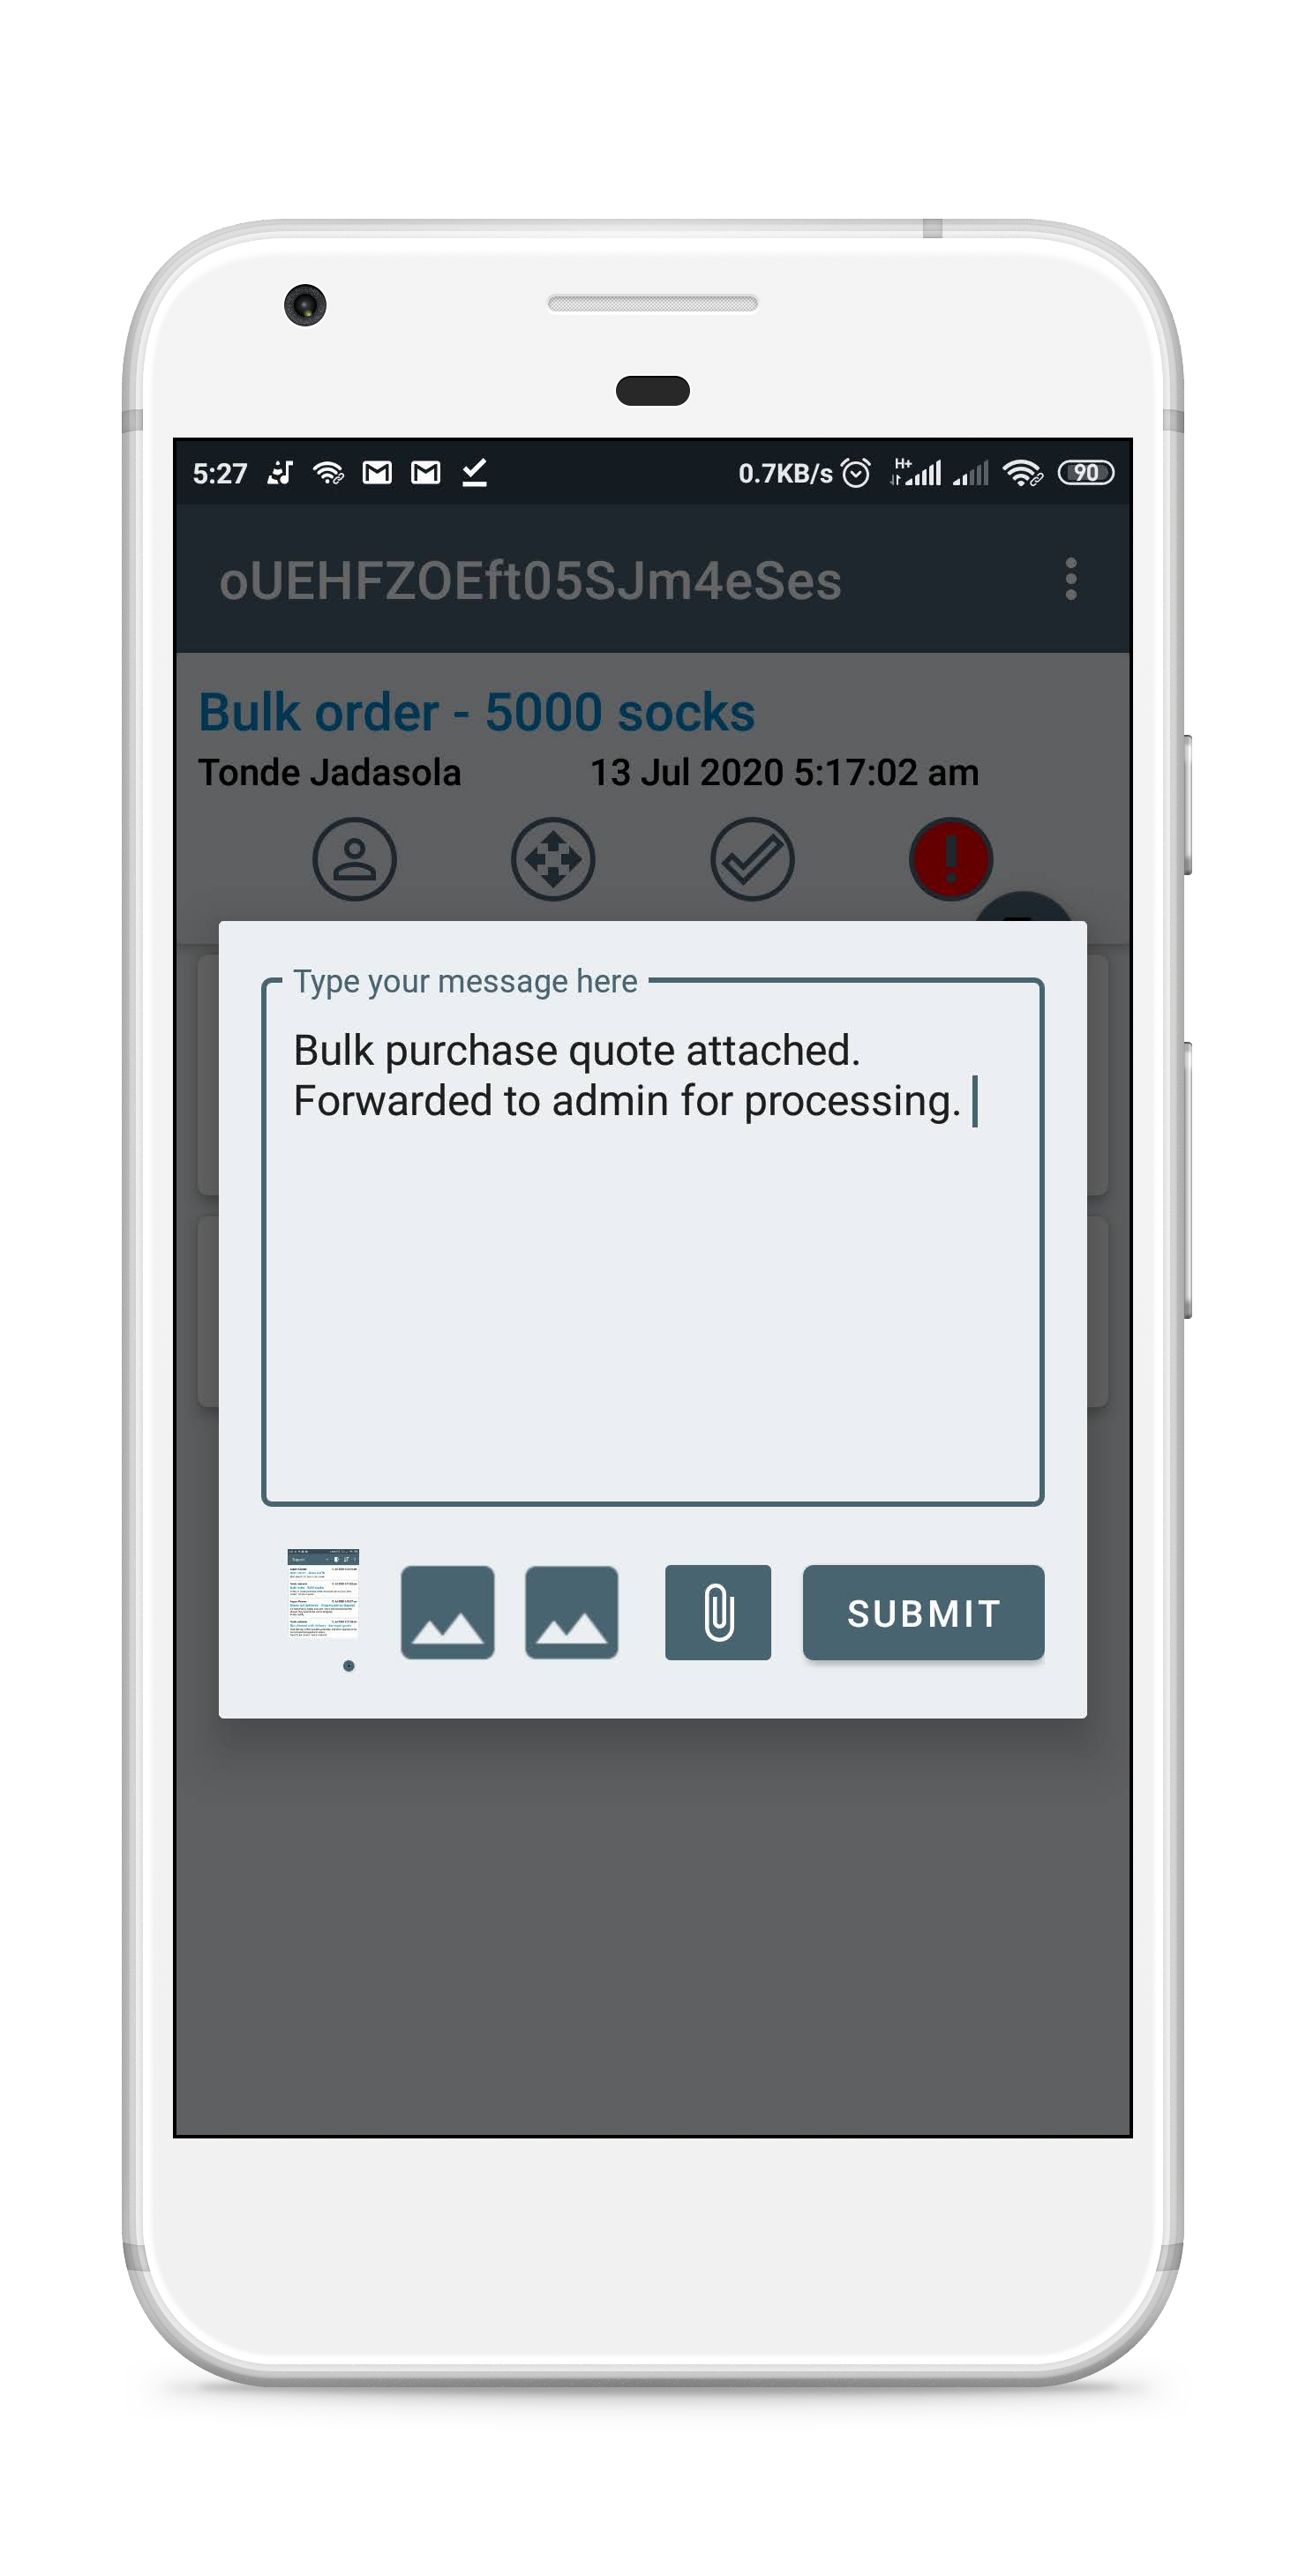 5:27 0.7KB/s H+ 90
oUEHFZOEft05SJm4eSes
Bulk order - 5000 socks
Tonde Jadasola 13 Jul 2020 5:17:02 am
Type your message here
Bulk purchase quote attached.
Forwarded to admin for processing.
SUBMIT